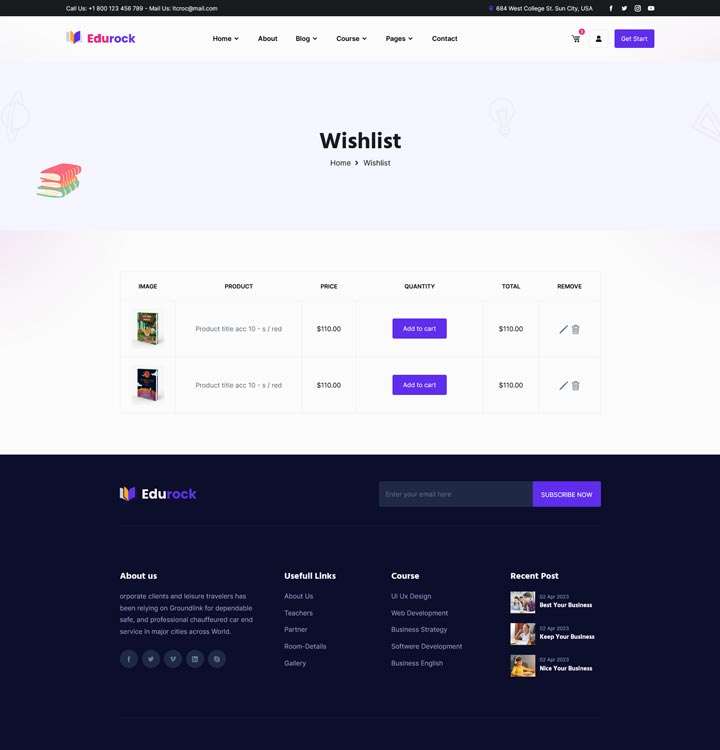 Call Us: +1 800 123 456 789 - Mail Us: Itcroc@mail.com
684 West College St. Sun City, USA
Edurock
Home About Blog Course Pages Contact
Get Start
Wishlist
Home > Wishlist
IMAGE PRODUCT PRICE QUANTITY TOTAL REMOVE
Product title acc 10 - s / red $110.00 Add to cart $110.00
Product title acc 10 - s / red $110.00 Add to cart $110.00
Edurock
Enter your email here SUBSCRIBE NOW
About us
orporate clients and leisure travelers has
been relying on Groundlink for dependable
safe, and professional chauffeured car end
service in major cities across World.
Usefull Links
About Us
Teachers
Partner
Room-Details
Gallery
Course
Ui Ux Design
Web Development
Business Strategy
Softwere Development
Business English
Recent Post
02 Apr 2023
Best Your Business
02 Apr 2023
Keep Your Business
02 Apr 2023
Nice Your Business